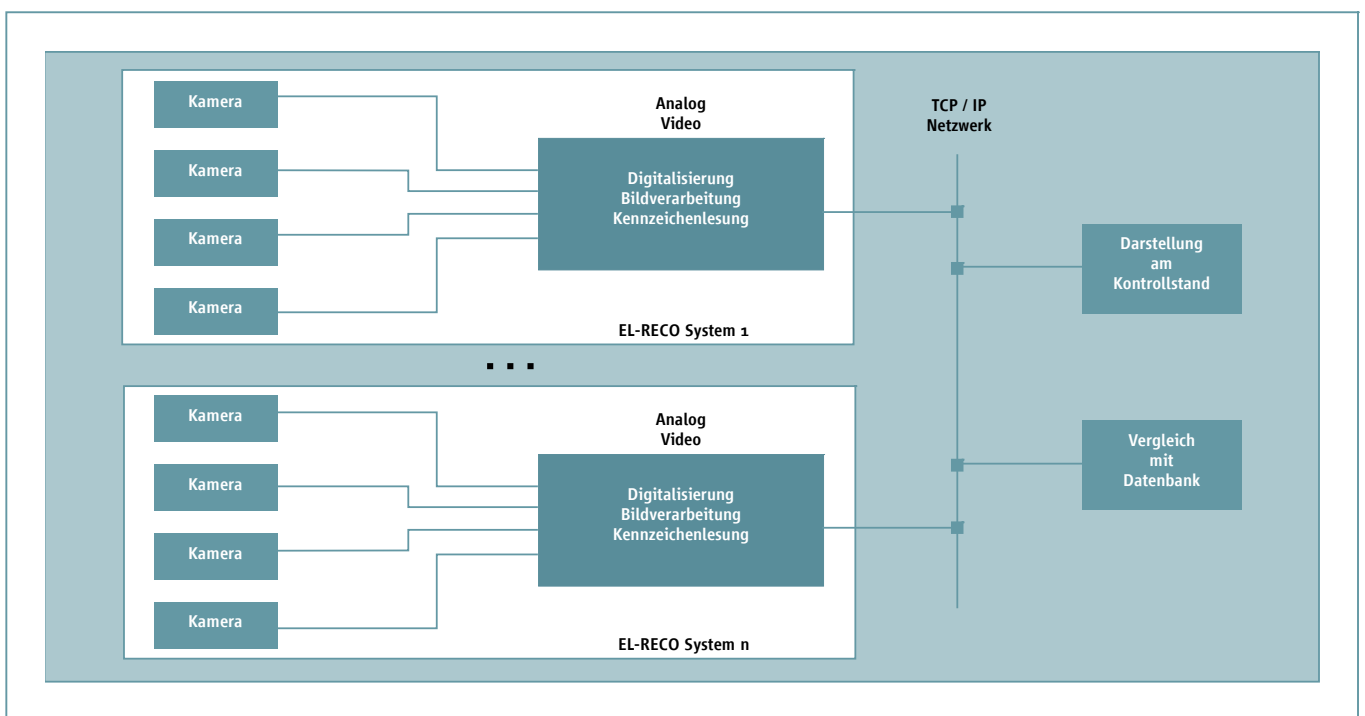 Kamera
Kamera
Kamera
Kamera
Analog
Video
Digitalisierung
Bildverarbeitung
Kennzeichenlesung
EL-RECO System 1
TCP / IP
Netzwerk
Darstellung
am
Kontrollstand
...
Kamera
Kamera
Kamera
Kamera
Analog
Video
Digitalisierung
Bildverarbeitung
Kennzeichenlesung
EL-RECO System n
Vergleich
mit
Datenbank